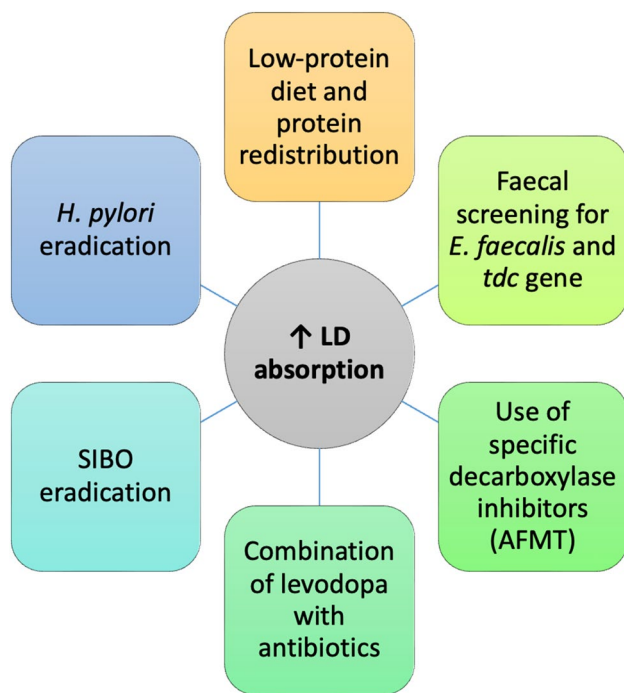 Low-protein
diet and
protein
redistribution
H. pylori
eradication
Faecal
screening for
E. faecalis and
tdc gene
↑ LD
absorption
SIBO
eradication
Use of
specific
decarboxylase
inhibitors
(AFMT)
Combination
of levodopa
with
antibiotics